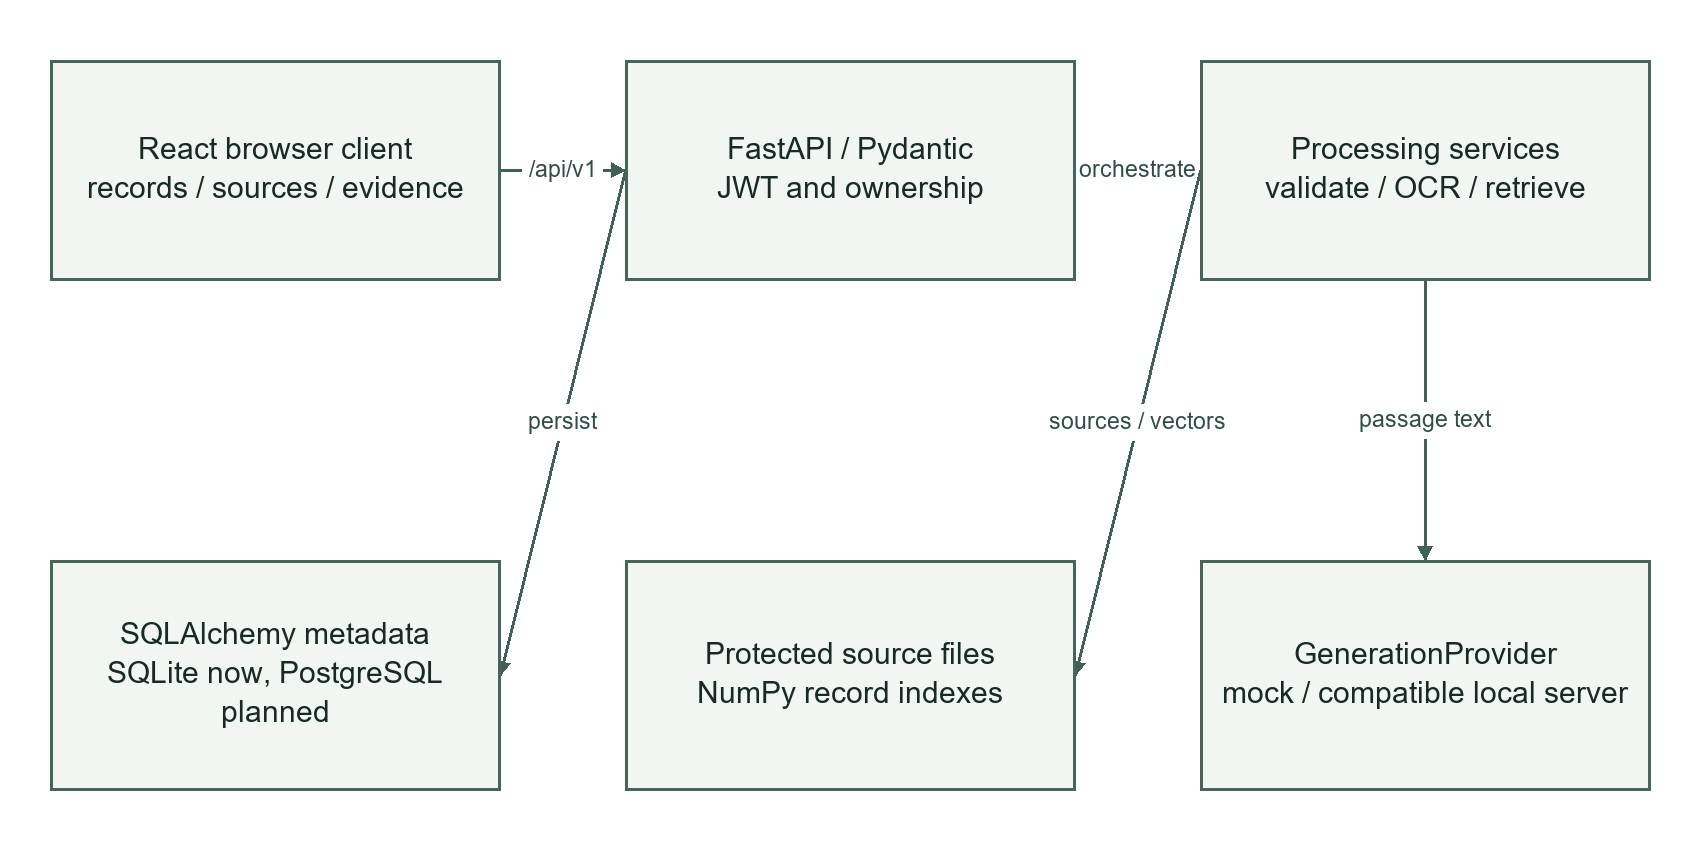 React browser client
records / sources / evidence
/api/v1
FastAPI / Pydantic
JWT and ownership
orchestrate
Processing services
validate / OCR / retrieve
persist
sources / vectors
passage text
SQLAlchemy metadata
SQLite now, PostgreSQL
planned
Protected source files
NumPy record indexes
GenerationProvider
mock / compatible local server